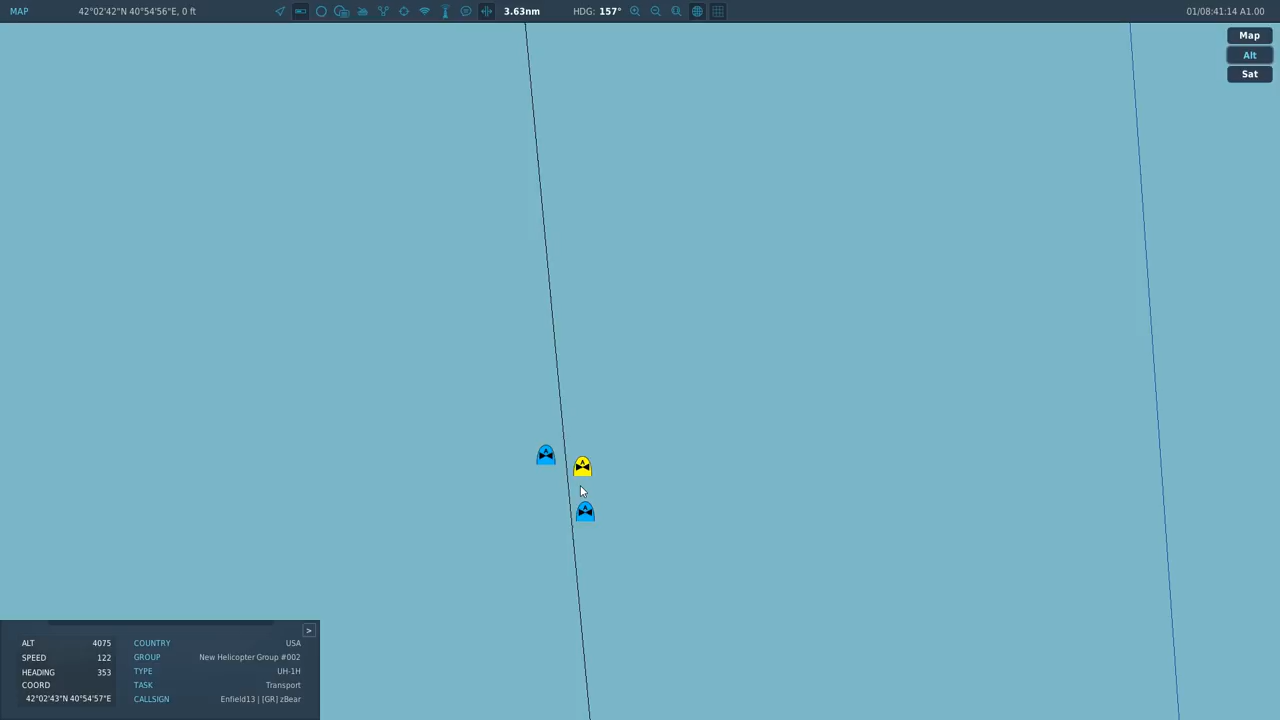 MAP 42°02'42"N 40°54'56"E, 0 ft 3.63nm HDG: 157° 01/08:41:14 A1.00
Map
Alt
Sat
>
ALT 4075 COUNTRY USA
SPEED 122 GROUP New Helicopter Group #002
HEADING 353 TYPE UH-1H
COORD TASK Transport
42°02'43"N 40°54'57"E CALLSIGN Enfield13 | [GR] zBear